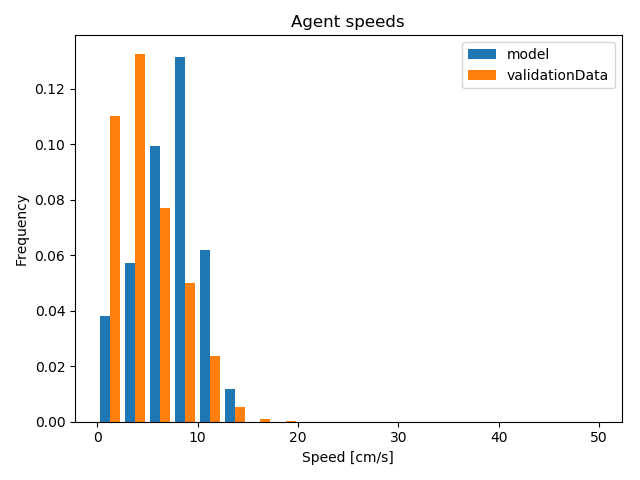 Agent speeds
model
validationData
Frequency
0.12
0.10
0.08
0.06
0.04
0.02
0.00
0 10 20 30 40 50
Speed [cm/s]